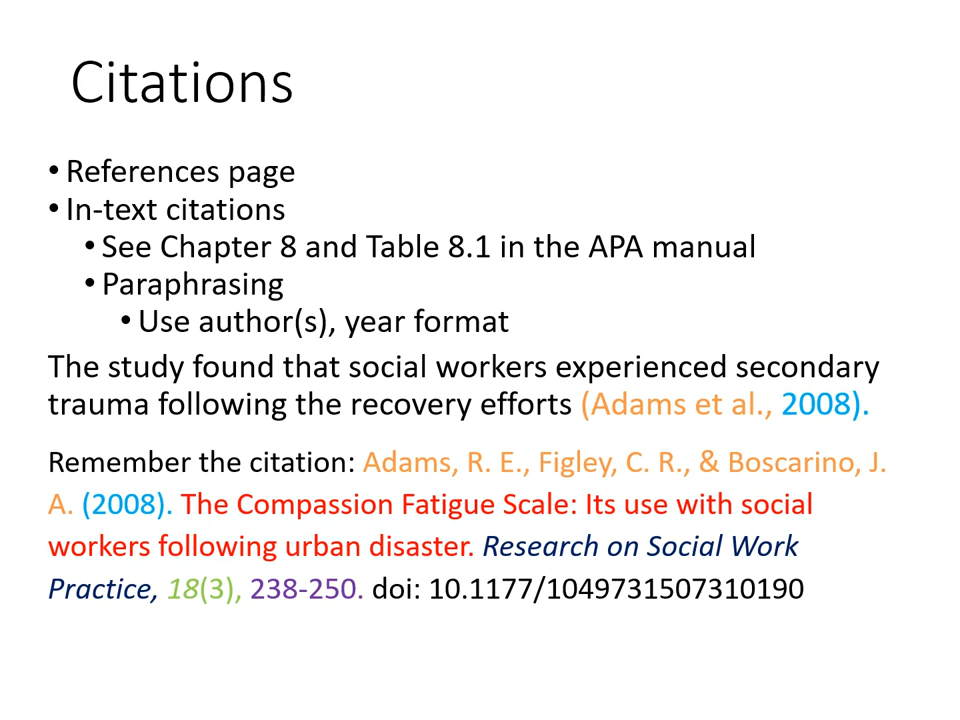 Citations
• References page
• In-text citations
• See Chapter 8 and Table 8.1 in the APA manual
• Paraphrasing
• Use author(s), year format
The study found that social workers experienced secondary
trauma following the recovery efforts (Adams et al., 2008).
Remember the citation: Adams, R. E., Figley, C. R., & Boscarino, J.
A. (2008). The Compassion Fatigue Scale: Its use with social
workers following urban disaster. Research on Social Work
Practice, 18(3), 238-250. doi: 10.1177/1049731507310190